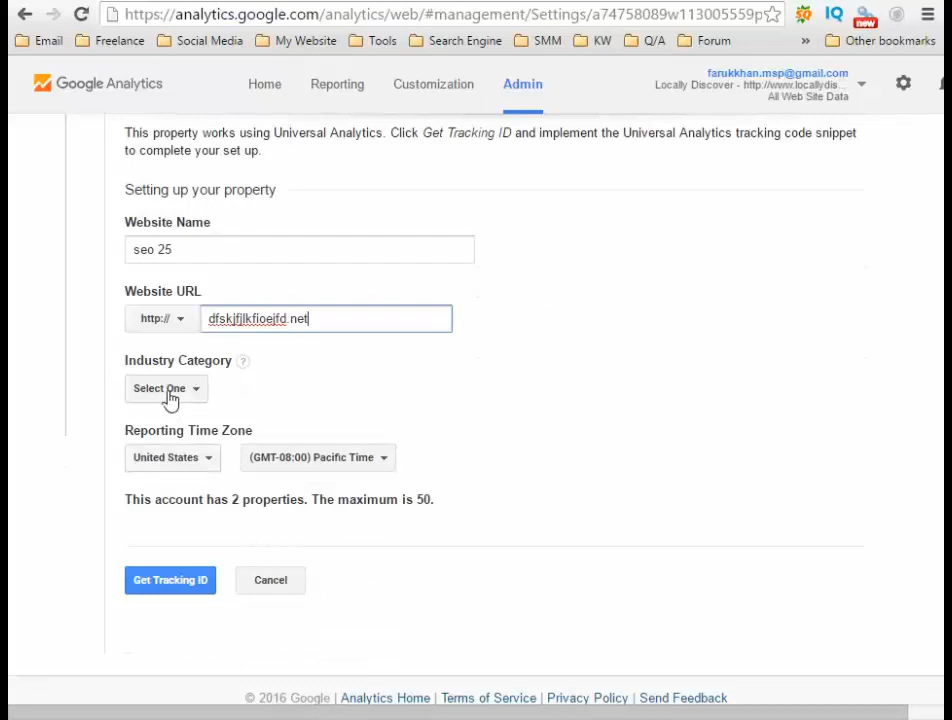 https://analytics.google.com/analytics/web/#management/Settings/a74758089w113005559p
Email Freelance Social Media My Website Tools Search Engine SMM KW Q/A Forum » Other bookmarks
IQ
new
Google Analytics Home Reporting Customization Admin
farukkhan.msp@gmail.com
Locally Discover - http://www.locallydis...
All Web Site Data
This property works using Universal Analytics. Click Get Tracking ID and implement the Universal Analytics tracking code snippet
to complete your set up.
Setting up your property
Website Name
seo 25
Website URL
http:// dfskjfjlkfioejfd.net
Industry Category ?
Select One
Reporting Time Zone
United States (GMT-08:00) Pacific Time
This account has 2 properties. The maximum is 50.
Get Tracking ID Cancel
© 2016 Google | Analytics Home | Terms of Service | Privacy Policy | Send Feedback